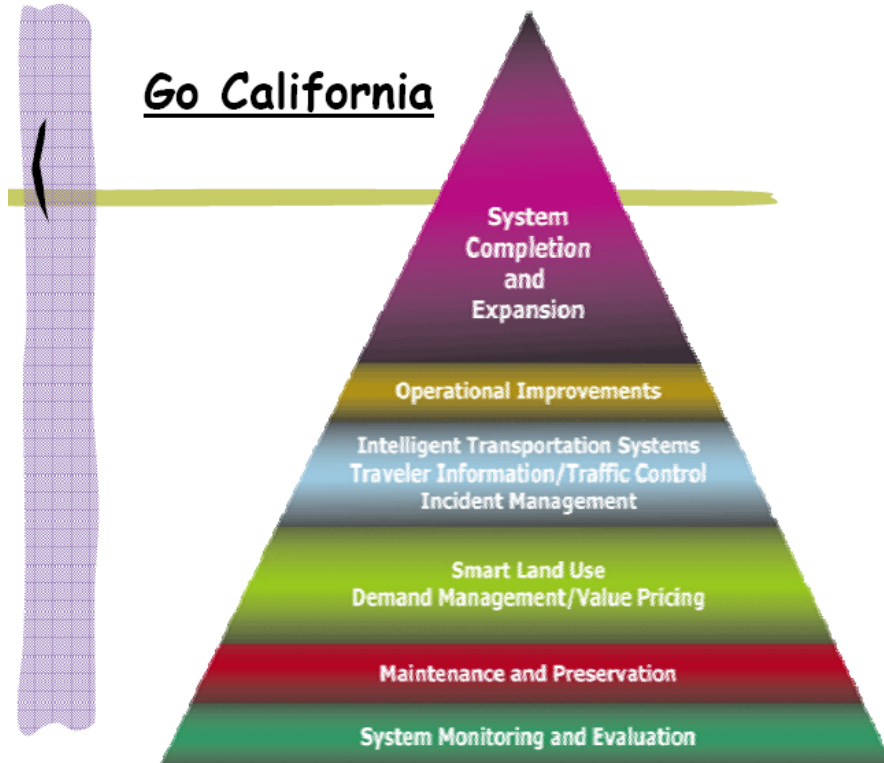 Go California
System
Completion
and
Expansion
Operational Improvements
Intelligent Transportation Systems
Traveler Information/Traffic Control
Incident Management
Smart Land Use
Demand Management/Value Pricing
Maintenance and Preservation
System Monitoring and Evaluation